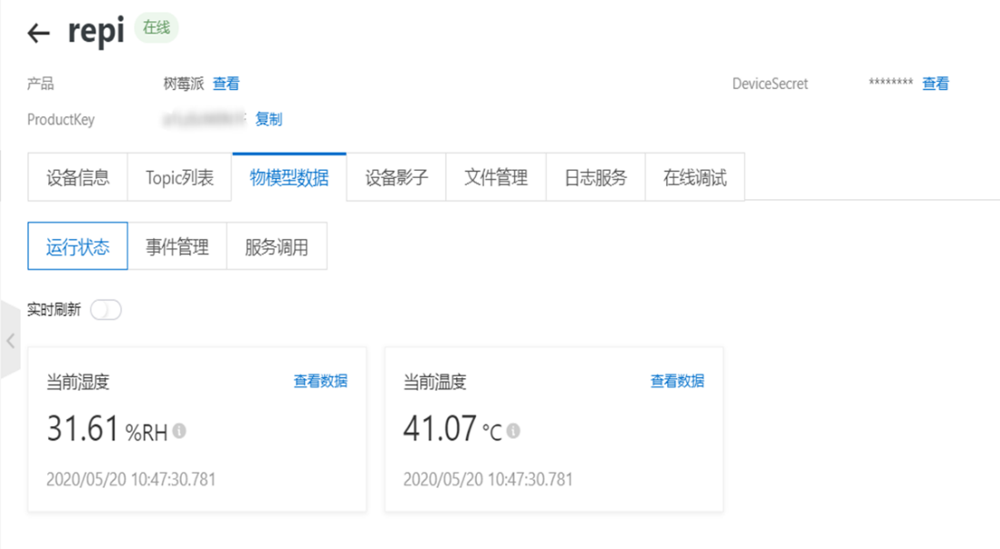 repi 在线
产品 树莓派 查看 DeviceSecret ******** 查看
ProductKey 复制
设备信息 Topic列表 物模型数据 设备影子 文件管理 日志服务 在线调试
运行状态 事件管理 服务调用
实时刷新
当前湿度 查看数据 当前温度 查看数据
31.61 %RH 41.07 °C
2020/05/20 10:47:30.781 2020/05/20 10:47:30.781